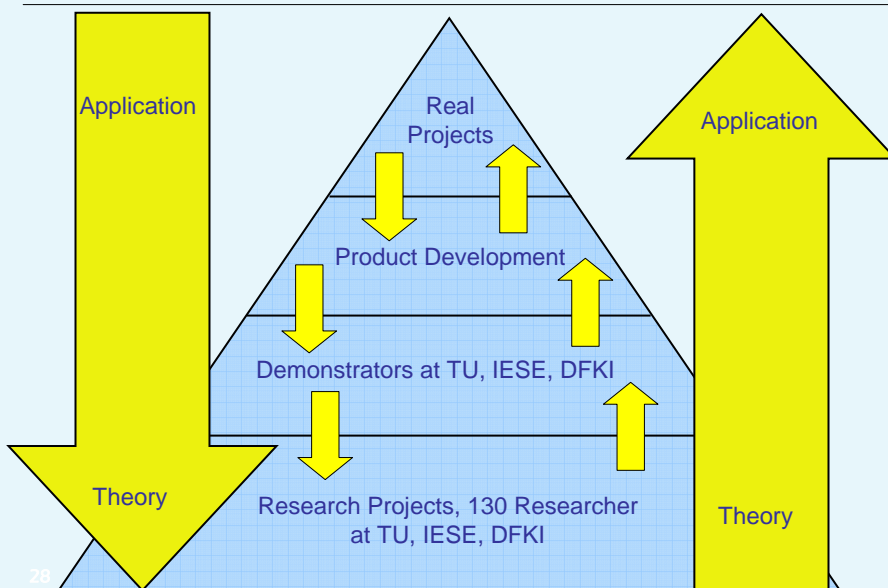 Application
Real
Projects
Application
Product Development
Demonstrators at TU, IESE, DFKI
Theory
Research Projects, 130 Researcher
at TU, IESE, DFKI
Theory
28